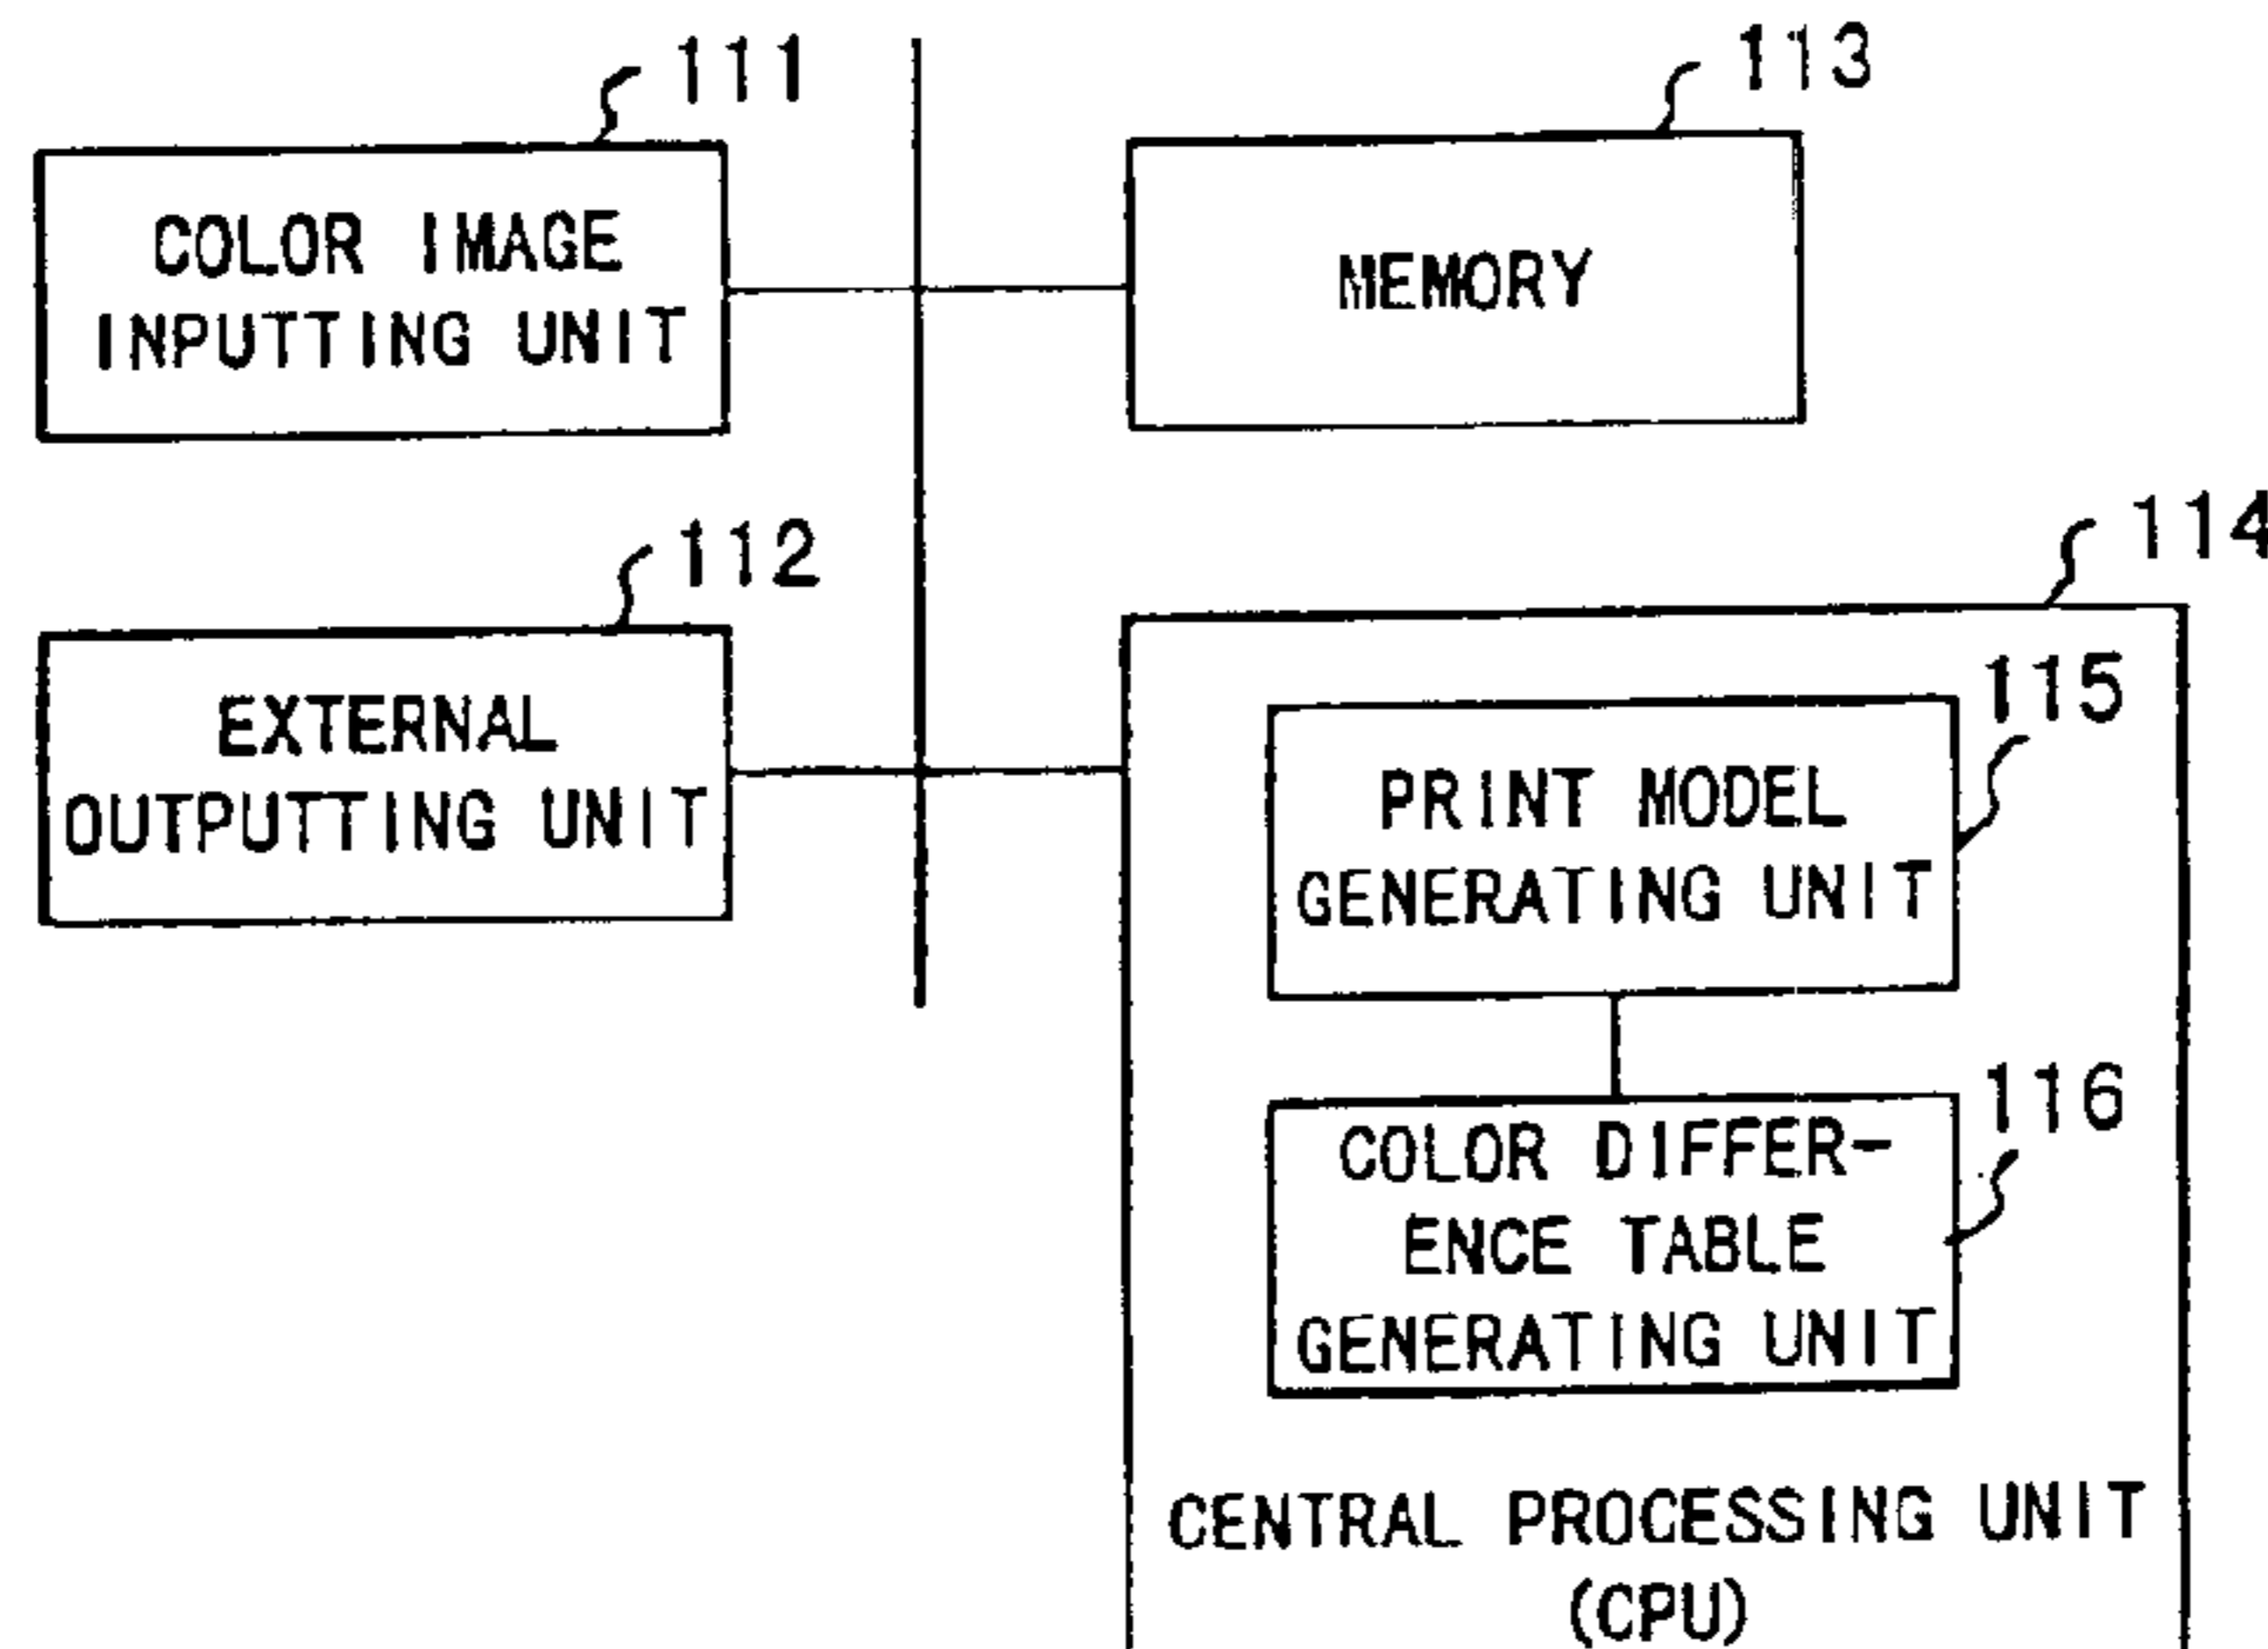 111
COLOR IMAGE
INPUTTING UNIT
113
MEMORY
112
EXTERNAL
OUTPUTTING UNIT
114
115
PRINT MODEL
GENERATING UNIT
116
COLOR DIFFER-
ENCE TABLE
GENERATING UNIT
CENTRAL PROCESSING UNIT
(CPU)